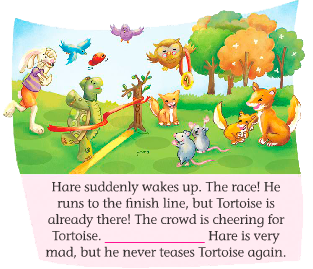 Hare suddenly wakes up. The race! He
runs to the finish line, but Tortoise is
already there! The crowd is cheering for
Tortoise. ______________ Hare is very
mad, but he never teases Tortoise again.